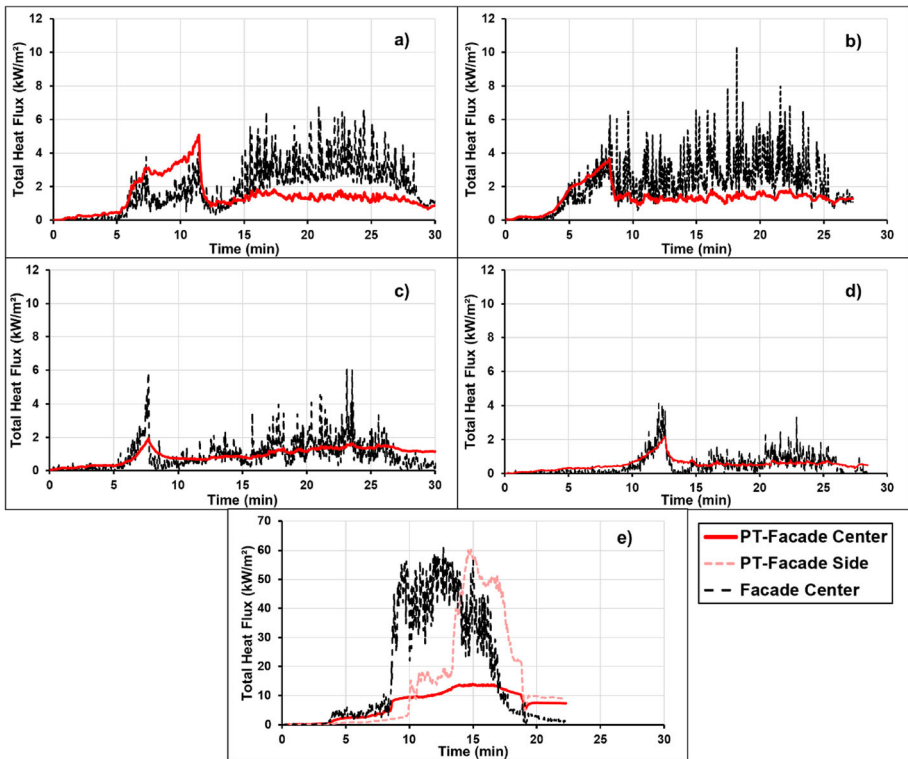 a)
Total Heat Flux (kW/m²)
12
10
8
6
4
2
0
0 5 10 15 20 25 30
Time (min)
b)
Total Heat Flux (kW/m²)
12
10
8
6
4
2
0
0 5 10 15 20 25 30
Time (min)
c)
Total Heat Flux (kW/m²)
12
10
8
6
4
2
0
0 5 10 15 20 25 30
Time (min)
d)
Total Heat Flux (kW/m²)
12
10
8
6
4
2
0
0 5 10 15 20 25 30
Time (min)
e)
Total Heat Flux (kW/m²)
70
60
50
40
30
20
10
0
0 5 10 15 20 25 30
Time (min)
PT-Facade Center
PT-Facade Side
Facade Center